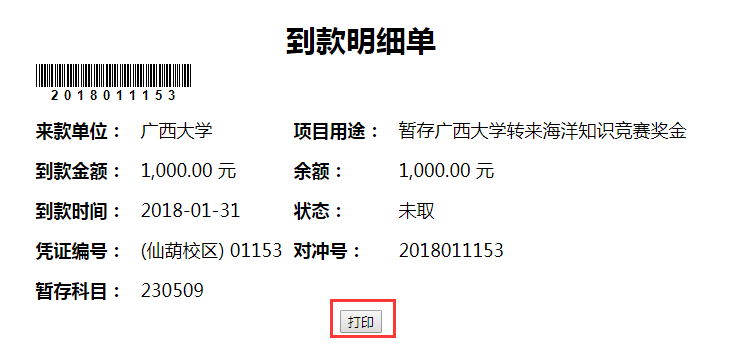 到款明细单
2018011153
来款单位： 广西大学 项目用途： 暂存广西大学转来海洋知识竞赛奖金
到款金额： 1,000.00 元 余额： 1,000.00 元
到款时间： 2018-01-31 状态： 未取
凭证编号： (仙葫校区) 01153 对冲号： 2018011153
暂存科目： 230509
打印